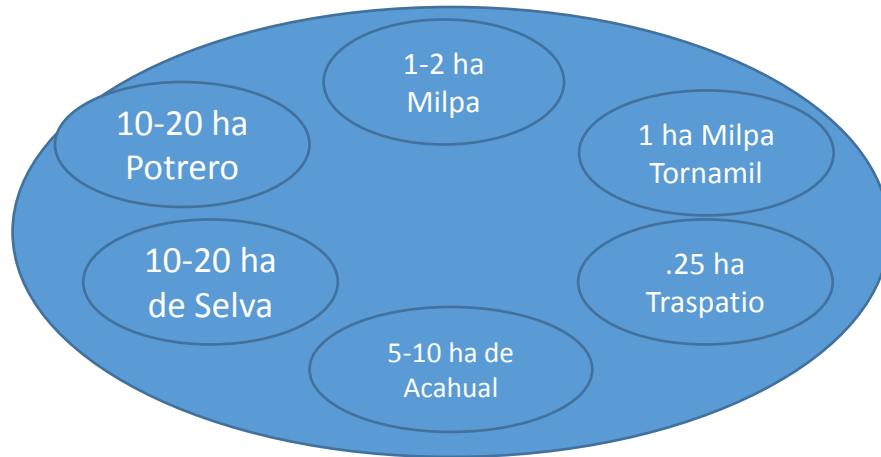 1-2 ha
Milpa
10-20 ha
Potrero
1 ha Milpa
Tornamil
10-20 ha
de Selva
.25 ha
Traspatio
5-10 ha de
Acahual